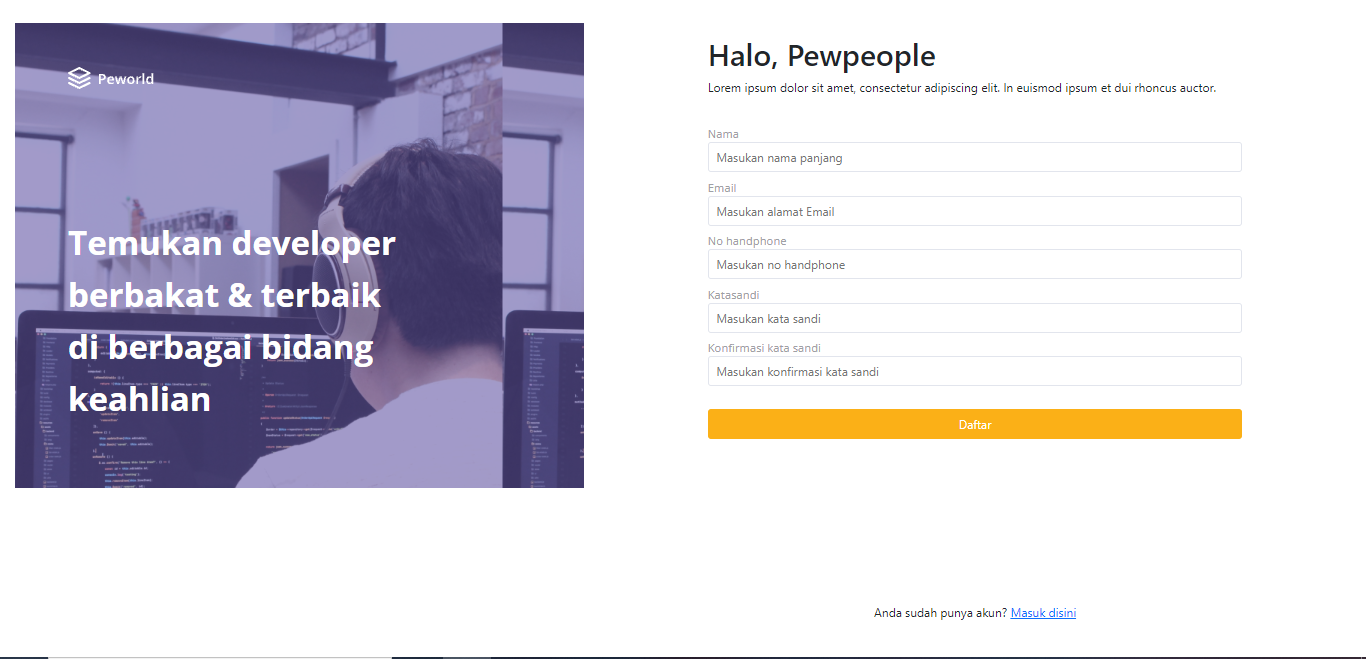 Peworld
Temukan developer
berbakat & terbaik
di berbagai bidang
keahlian
Halo, Pewpeople
Lorem ipsum dolor sit amet, consectetur adipiscing elit. In euismod ipsum et dui rhoncus auctor.
Nama
Masukan nama panjang
Email
Masukan alamat Email
No handphone
Masukan no handphone
Katasandi
Masukan kata sandi
Konfirmasi kata sandi
Masukan konfirmasi kata sandi
Daftar
Anda sudah punya akun? Masuk disini